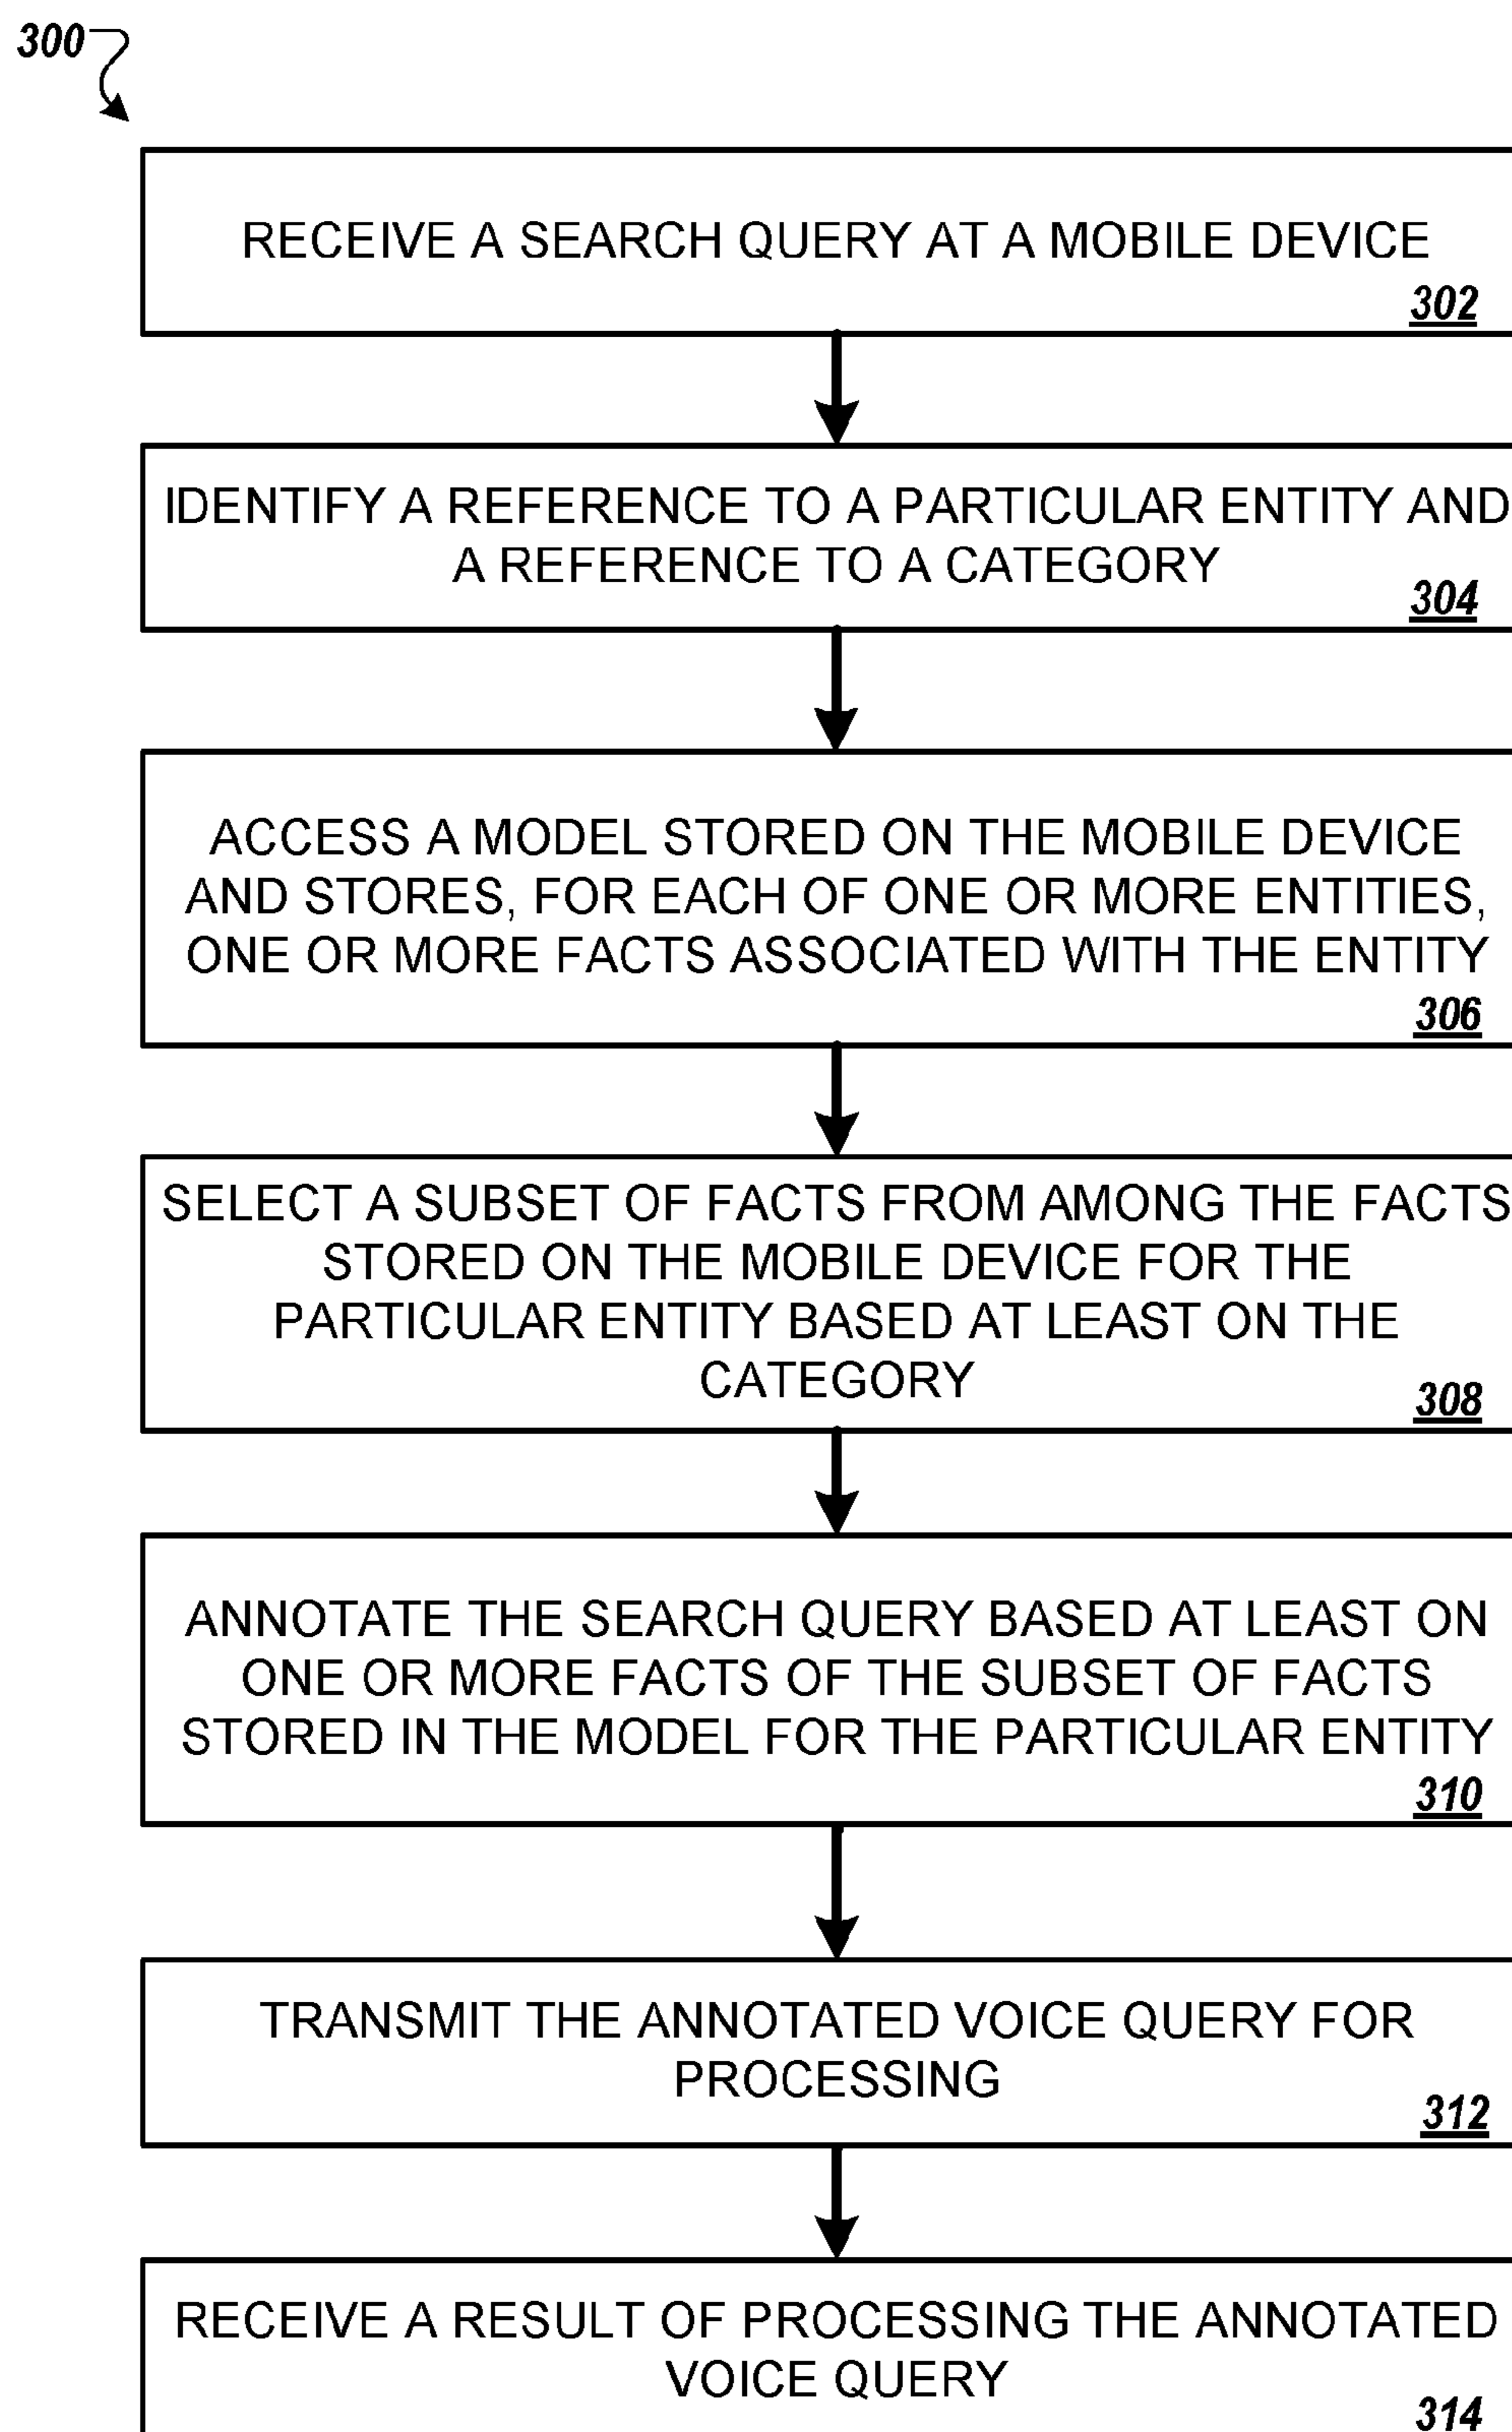 300
RECEIVE A SEARCH QUERY AT A MOBILE DEVICE
302
IDENTIFY A REFERENCE TO A PARTICULAR ENTITY AND
A REFERENCE TO A CATEGORY
304
ACCESS A MODEL STORED ON THE MOBILE DEVICE
AND STORES, FOR EACH OF ONE OR MORE ENTITIES,
ONE OR MORE FACTS ASSOCIATED WITH THE ENTITY
306
SELECT A SUBSET OF FACTS FROM AMONG THE FACTS
STORED ON THE MOBILE DEVICE FOR THE
PARTICULAR ENTITY BASED AT LEAST ON THE
CATEGORY
308
ANNOTATE THE SEARCH QUERY BASED AT LEAST ON
ONE OR MORE FACTS OF THE SUBSET OF FACTS
STORED IN THE MODEL FOR THE PARTICULAR ENTITY
310
TRANSMIT THE ANNOTATED VOICE QUERY FOR
PROCESSING
312
RECEIVE A RESULT OF PROCESSING THE ANNOTATED
VOICE QUERY
314